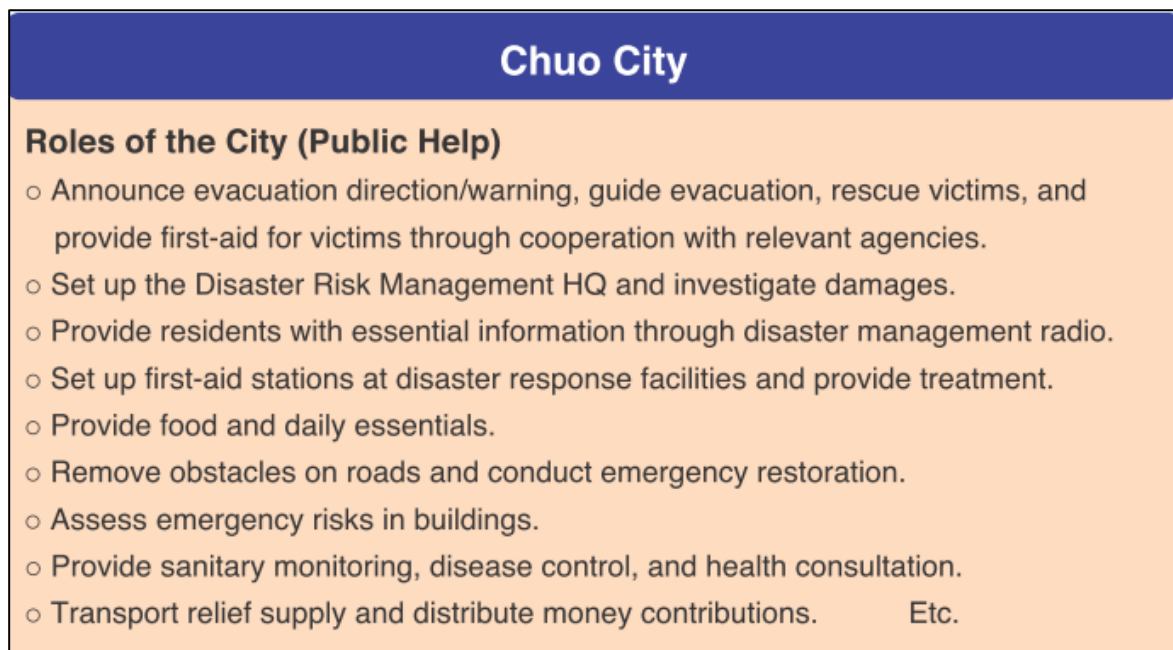 Chuo City
Roles of the City (Public Help)
○ Announce evacuation direction/warning, guide evacuation, rescue victims, and
provide first-aid for victims through cooperation with relevant agencies.
○ Set up the Disaster Risk Management HQ and investigate damages.
○ Provide residents with essential information through disaster management radio.
○ Set up first-aid stations at disaster response facilities and provide treatment.
○ Provide food and daily essentials.
○ Remove obstacles on roads and conduct emergency restoration.
○ Assess emergency risks in buildings.
○ Provide sanitary monitoring, disease control, and health consultation.
○ Transport relief supply and distribute money contributions. Etc.